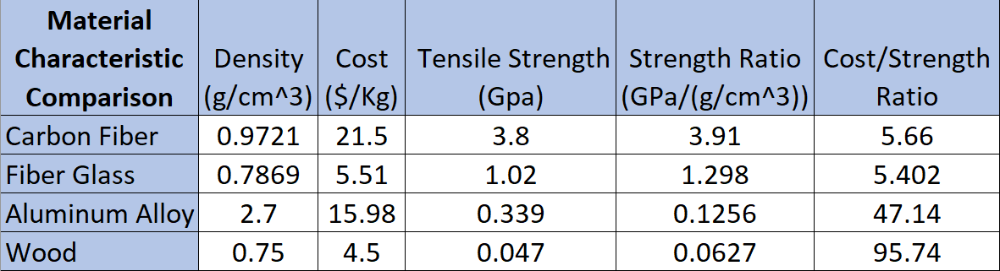 Material
Characteristic
Comparison
Density
(g/cm^3)
Cost
($/Kg)
Tensile Strength
(Gpa)
Strength Ratio
(GPa/(g/cm^3))
Cost/Strength
Ratio
Carbon Fiber 0.9721 21.5 3.8 3.91 5.66
Fiber Glass 0.7869 5.51 1.02 1.298 5.402
Aluminum Alloy 2.7 15.98 0.339 0.1256 47.14
Wood 0.75 4.5 0.047 0.0627 95.74